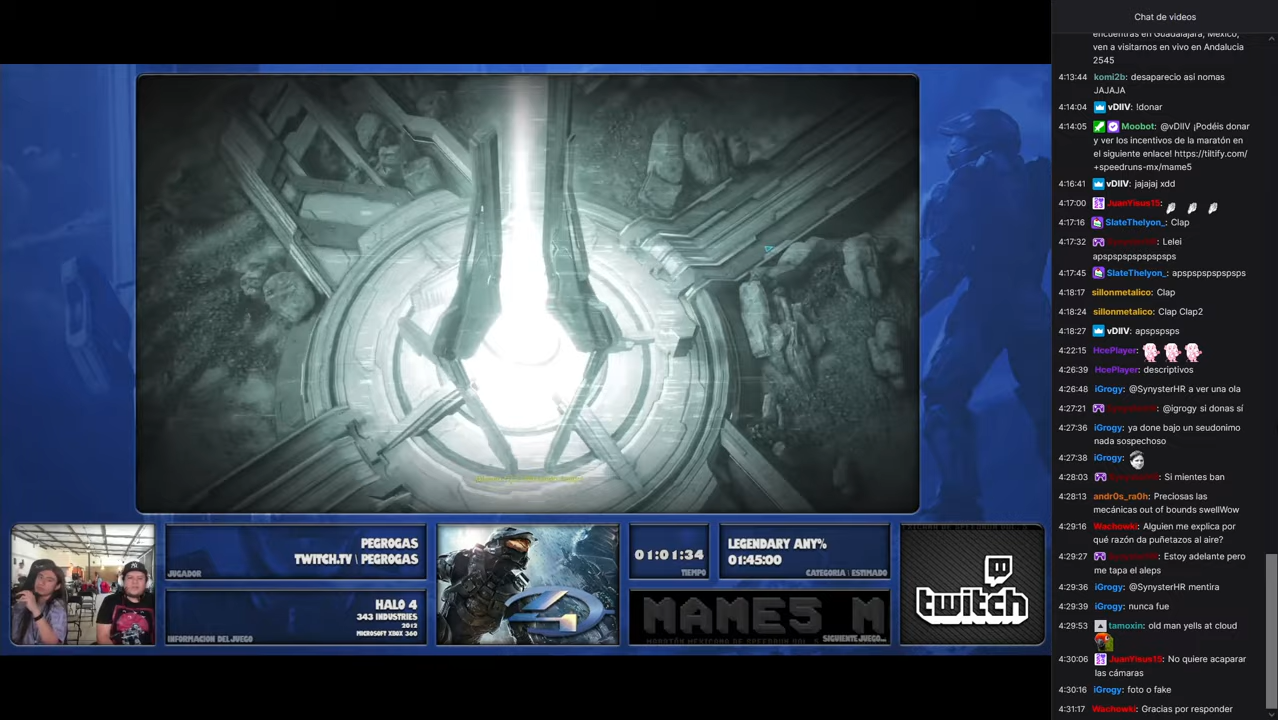 Chat de videos
encuentras en Guadalajara, Mexico,
ven a visitarnos en vivo en Andalucia
2545
4:13:44 komi2b: desaparecio asi nomas
JAJAJA
4:14:04 vDIIV: !donar
4:14:05 Moobot: @vDIIV ¡Podéis donar
y ver los incentivos de la maratón en
el siguiente enlace! https://tiltify.com/
+speedruns-mx/mame5
4:16:41 vDIIV: jajajaj xdd
4:17:00 JuanYisus15:
4:17:16 SlateThelyon_: Clap
4:17:32 SynysterHR: Lelei
apspspspspspsps
4:17:45 SlateThelyon_: apspspspspsps
4:18:17 sillonmetalico: Clap
4:18:24 sillonmetalico: Clap Clap2
4:18:27 vDIIV: apspspsps
4:22:15 HcePlayer:
4:26:39 HcePlayer: descriptivos
4:26:48 iGrogy: @SynysterHR a ver una ola
4:27:21 SynysterHR: @igrogy si donas sí
4:27:36 iGrogy: ya done bajo un seudonimo
nada sospechoso
4:27:38 iGrogy:
4:28:03 SynysterHR: Si mientes ban
4:28:13 andr0s_ra0h: Preciosas las
mecánicas out of bounds swellWow
4:29:16 Wachowki: Alguien me explica por
qué razón da puñetazos al aire?
4:29:27 SynysterHR: Estoy adelante pero
me tapa el aleps
4:29:36 iGrogy: @SynysterHR mentira
4:29:39 iGrogy: nunca fue
4:29:53 tamoxin: old man yells at cloud
4:30:06 JuanYisus15: No quiere acaparar
las cámaras
4:30:16 iGrogy: foto o fake
4:31:17 Wachowki: Gracias por responder
PEGROGAS
TWITCH.TV \ PEGROGAS
JUGADOR
HALO 4
343 INDUSTRIES
2012
MICROSOFT XBOX 360
INFORMACION DEL JUEGO
4
01:01:34
TIEMPO
LEGENDARY ANY%
01:45:00
CATEGORIA \ ESTIMADO
MAME5 M
SIGUIENTE JUEGO...
twitch